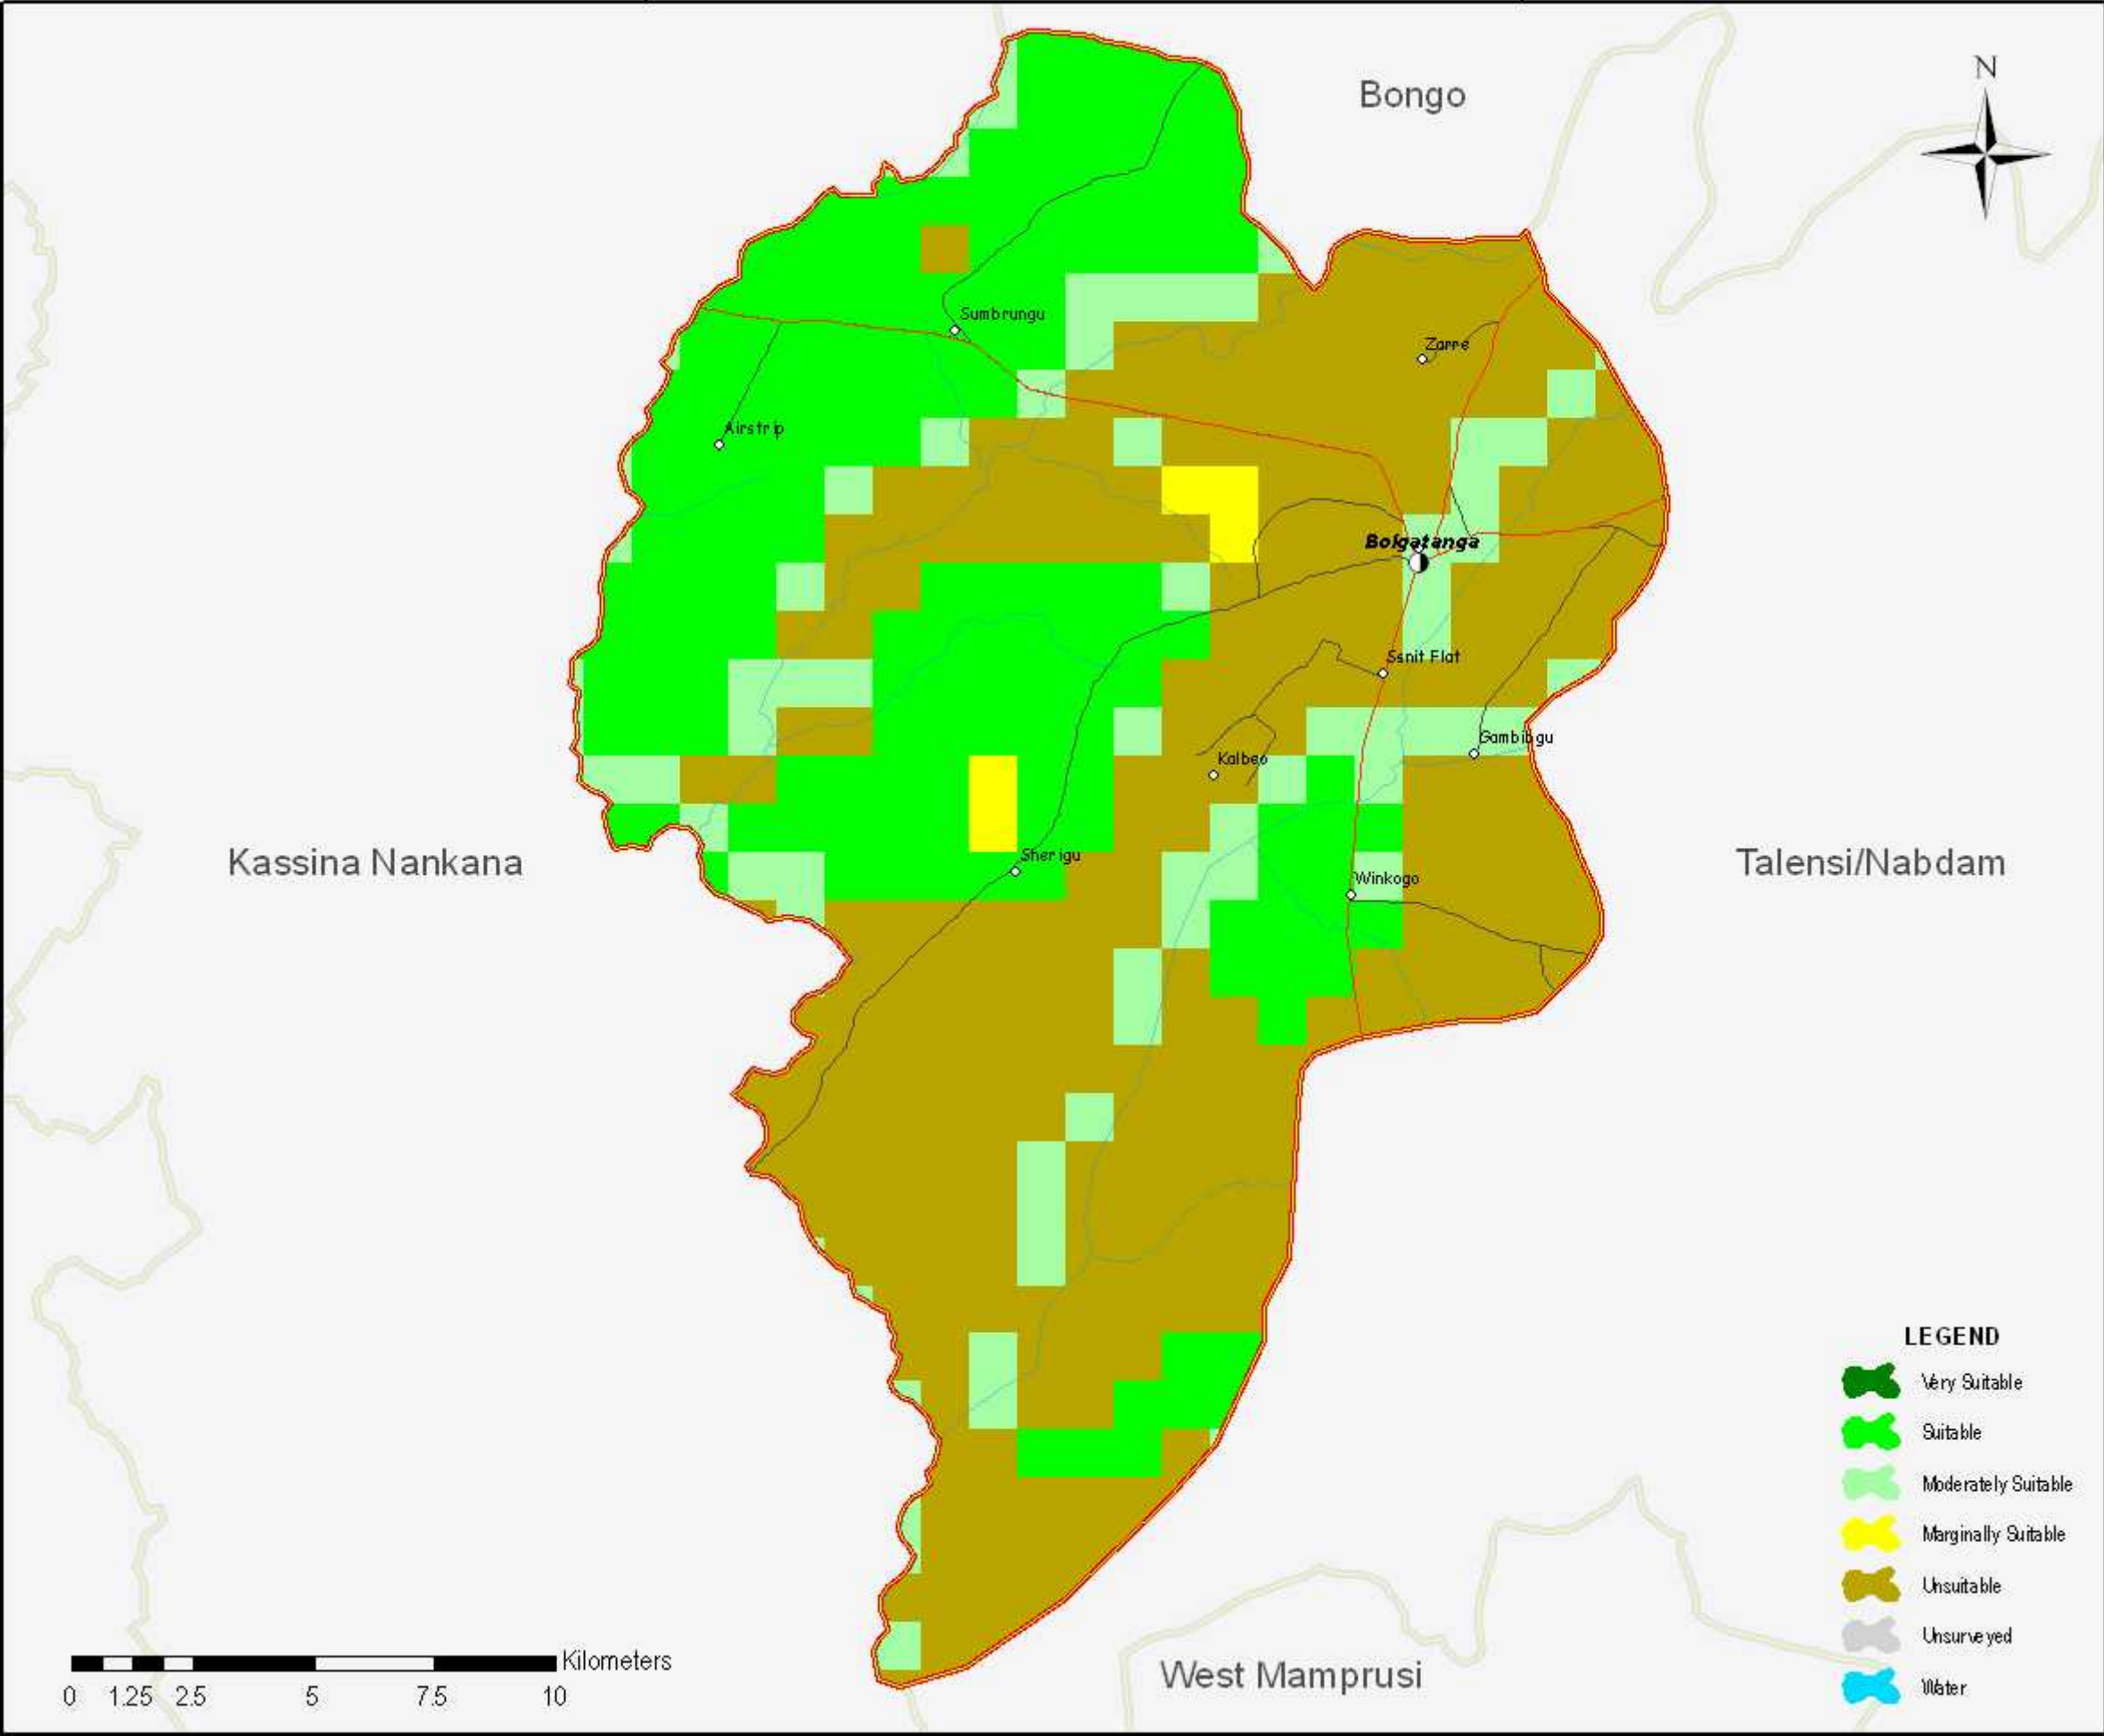 N
Bongo
Sumbrungu
Zarre
Airstrip
Bolgatanga
Ssnit Flat
Gambibgu
Kalbeo
Kassina Nankana
Sherigu
Talensi/Nabdam
Winkogo
LEGEND
Very Suitable
Suitable
Moderately Suitable
Marginally Suitable
Unsuitable
Unsurveyed
Water
Kilometers
0 1.25 2.5 5 7.5 10
West Mamprusi